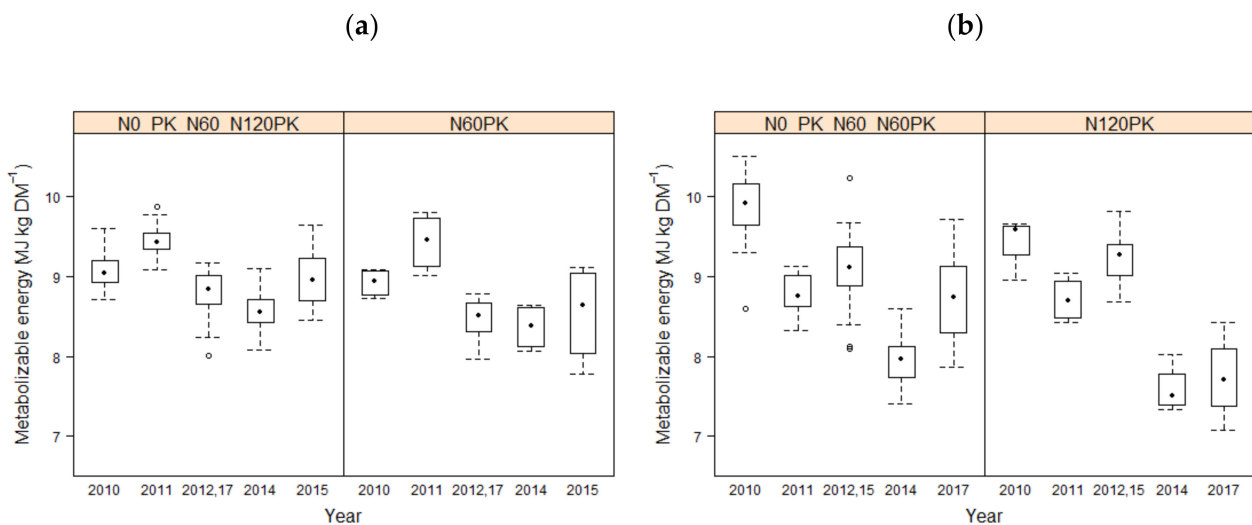 (a)
(b)
N0 PK N60 N120PK
N60PK
N0 PK N60 N60PK
N120PK
Metabolizable energy (MJ kg DM⁻¹)
10
9
8
7
2010 2011 2012,17 2014 2015
2010 2011 2012,17 2014 2015
Year
Metabolizable energy (MJ kg DM⁻¹)
10
9
8
7
2010 2011 2012,15 2014 2017
2010 2011 2012,15 2014 2017
Year